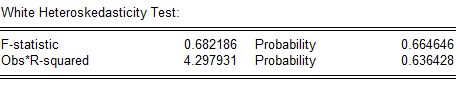 White Heteroskedasticity Test:
F-statistic 0.682186 Probability 0.664646
Obs*R-squared 4.297931 Probability 0.636428